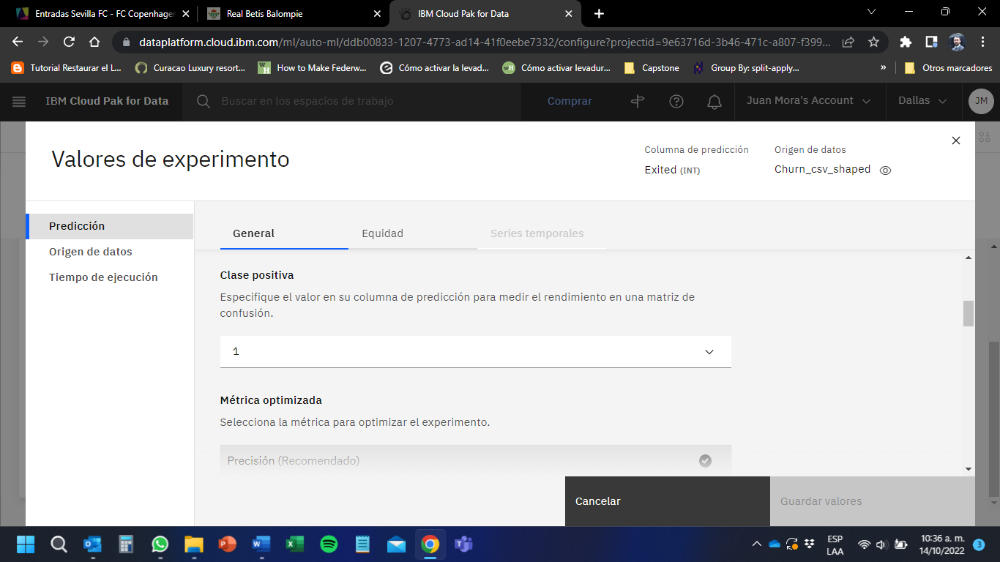 Entradas Sevilla FC - FC Copenhager
Real Betis Balompie
IBM Cloud Pak for Data
dataplatform.cloud.ibm.com/ml/auto-ml/ddb00833-1207-4773-ad14-41f0eebe7332/configure?projectid=9e63716d-3b46-471c-a807-f399...
Tutorial Restaurar el L...
Curacao Luxury resort...
How to Make Federw...
Cómo activar la levad...
Cómo activar levadur...
Capstone
Group By: split-apply...
»
Otros marcadores
IBM Cloud Pak for Data
Buscar en los espacios de trabajo
Comprar
Juan Mora's Account
Dallas
JM
Valores de experimento
Columna de predicción
Exited (INT)
Origen de datos
Churn_csv_shaped
Predicción
Origen de datos
Tiempo de ejecución
General
Equidad
Series temporales
Clase positiva
Especifique el valor en su columna de predicción para medir el rendimiento en una matriz de
confusión.
1
Métrica optimizada
Selecciona la métrica para optimizar el experimento.
Precisión (Recomendado)
Cancelar
Guardar valores
ESP
LAA
10:36 a. m.
14/10/2022
3